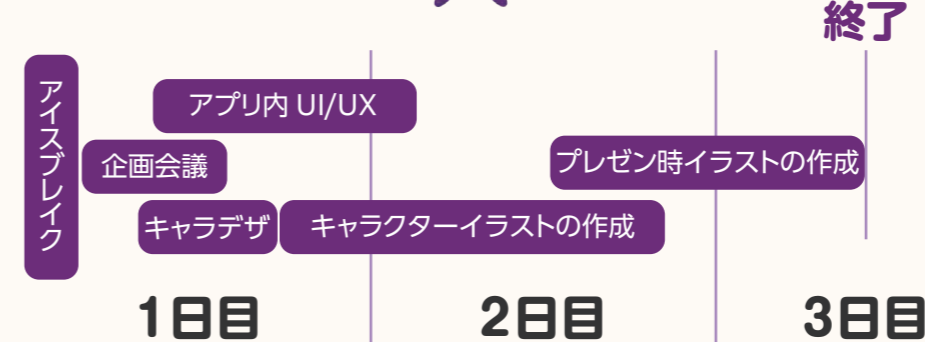 終了
アイスブレイク
アプリ内 UI/UX
企画会議
プレゼン時イラストの作成
キャラデザ
キャラクターイラストの作成
1日目
2日目
3日目